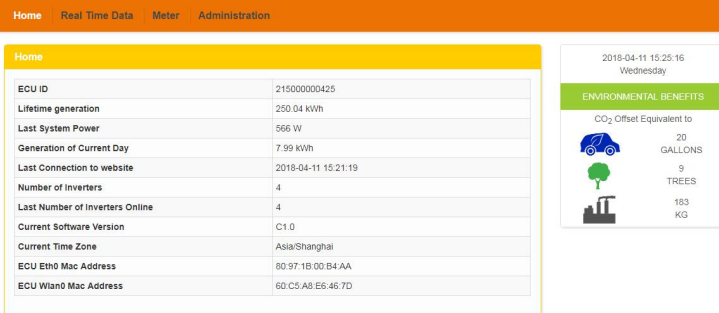 Home Real Time Data Meter Administration
Home
ECU ID 215000000425
Lifetime generation 250.04 kWh
Last System Power 566 W
Generation of Current Day 7.99 kWh
Last Connection to website 2018-04-11 15:21:19
Number of Inverters 4
Last Number of Inverters Online 4
Current Software Version C1.0
Current Time Zone Asia/Shanghai
ECU Eth0 Mac Address 80:97:1B:00:B4:AA
ECU Wlan0 Mac Address 60:C5:A8:E6:46:7D
2018-04-11 15:25:16
Wednesday
ENVIRONMENTAL BENEFITS
CO2 Offset Equivalent to
20
GALLONS
9
TREES
183
KG